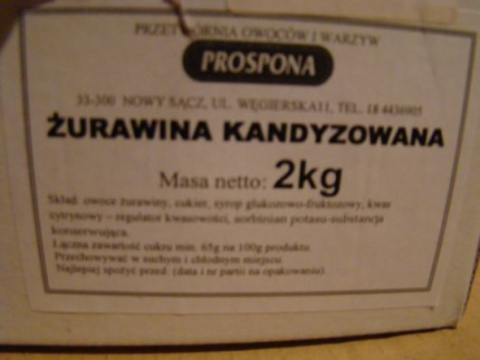 PRZETWÓRNIA OWOCÓW I WARZYW
PROSPONA
33-300 NOWY SĄCZ, UL. WĘGIERSKA11, TEL. 18 4436905
ŻURAWINA KANDYZOWANA
Masa netto: 2kg
Skład: owoce żurawiny, cukier, syrop glukozowo-fruktozowy, kwas
cytrynowy – regulator kwasowości, sorbinian potasu-substancja
konserwująca.
Łączna zawartość cukru min. 65g na 100g produktu.
Przechowywać w suchym i chłodnym miejscu.
Najlepiej spożyć przed: (data i nr partii na opakowaniu).